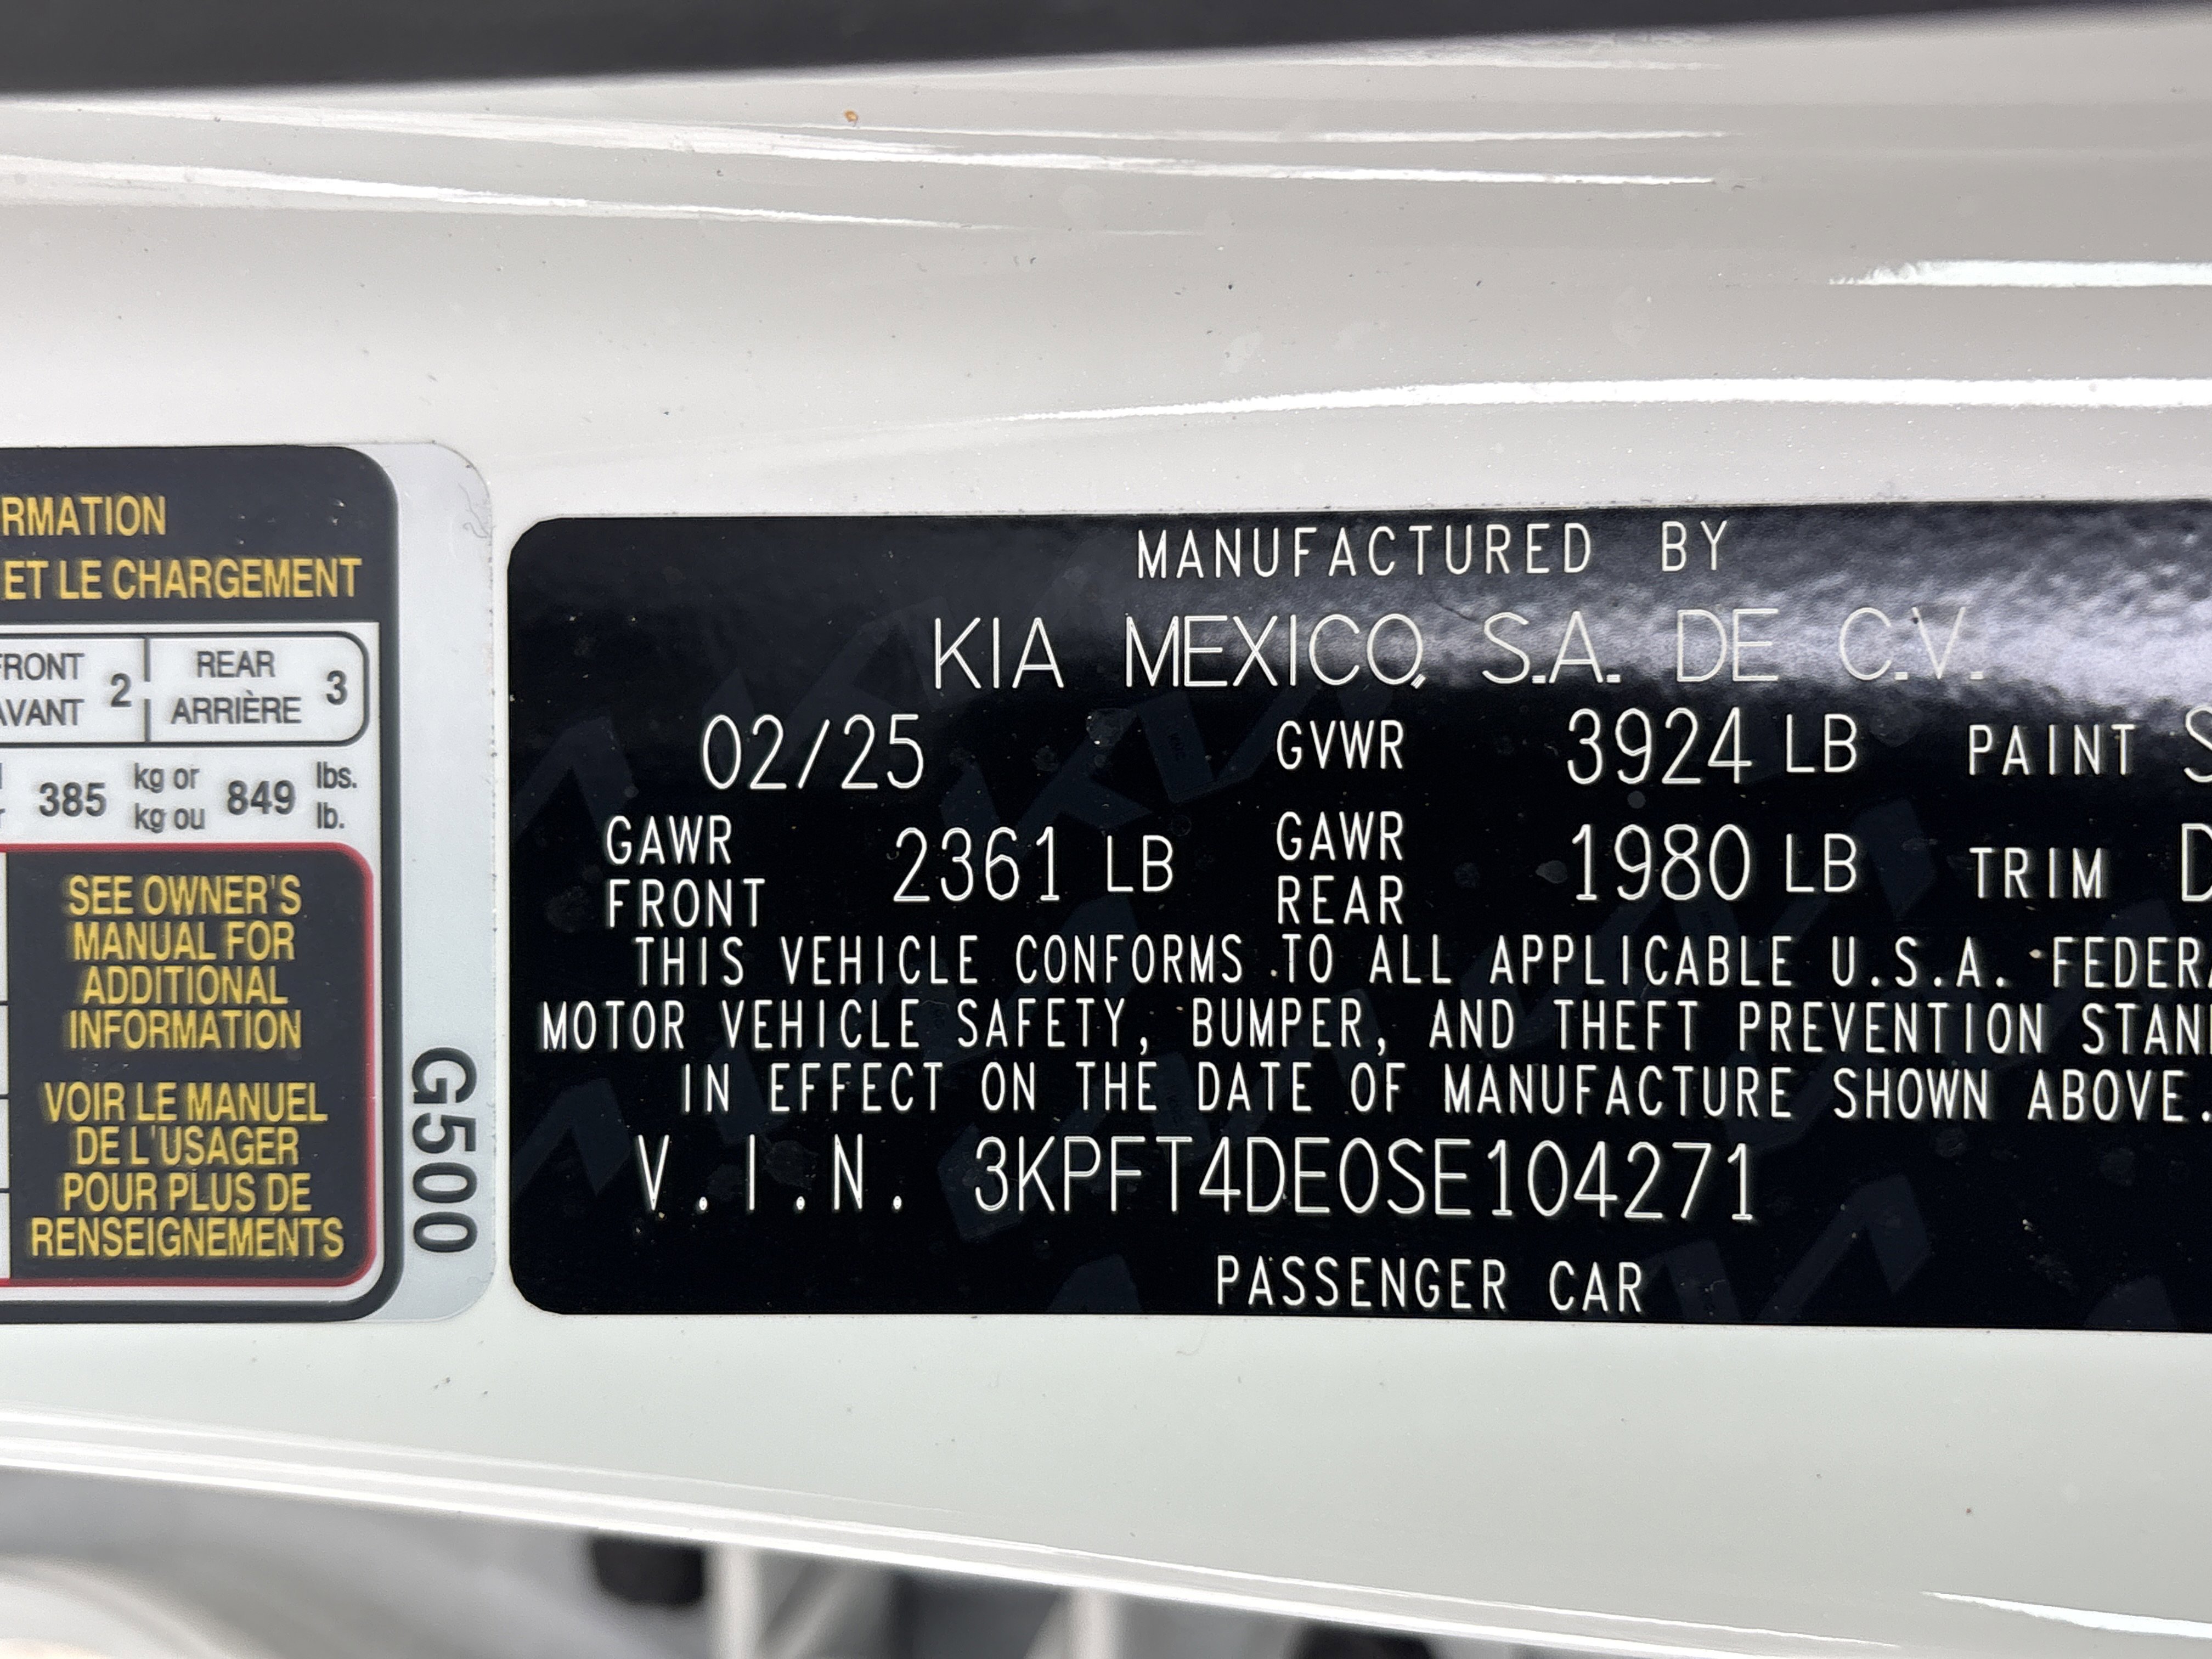 RMATION
ET LE CHARGEMENT
FRONT
AVANT 2
REAR
ARRIÈRE 3
385 kg or
kg ou 849 lbs.
lb.
SEE OWNER'S
MANUAL FOR
ADDITIONAL
INFORMATION
VOIR LE MANUEL
DE L'USAGER
POUR PLUS DE
RENSEIGNEMENTS
G500
MANUFACTURED BY
KIA MEXICO, S.A. DE C.V.
02/25 GVWR 3924 LB PAINT S
GAWR
FRONT 2361 LB GAWR
REAR 1980 LB TRIM D
THIS VEHICLE CONFORMS TO ALL APPLICABLE U.S.A. FEDERA
MOTOR VEHICLE SAFETY, BUMPER, AND THEFT PREVENTION STAN
IN EFFECT ON THE DATE OF MANUFACTURE SHOWN ABOVE.
V.I.N. 3KPFT4DE0SE104271
PASSENGER CAR